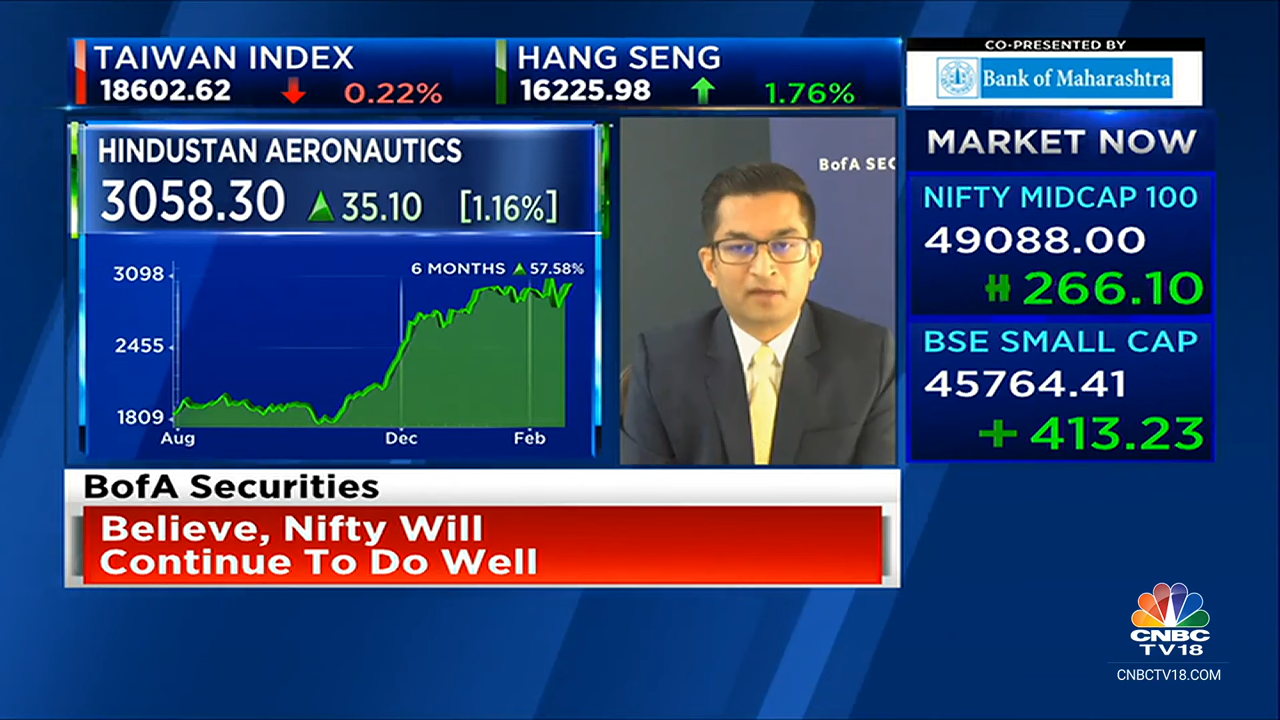 TAIWAN INDEX
18602.62 0.22%
HANG SENG
16225.98 1.76%
CO-PRESENTED BY
Bank of Maharashtra
HINDUSTAN AERONAUTICS
3058.30 35.10 [1.16%]
6 MONTHS 57.58%
3098
2455
1809
Aug Dec Feb
BofA SEC
MARKET NOW
NIFTY MIDCAP 100
49088.00
266.10
BSE SMALL CAP
45764.41
+ 413.23
BofA Securities
Believe, Nifty Will
Continue To Do Well
CNBC
TV18
CNBCTV18.COM